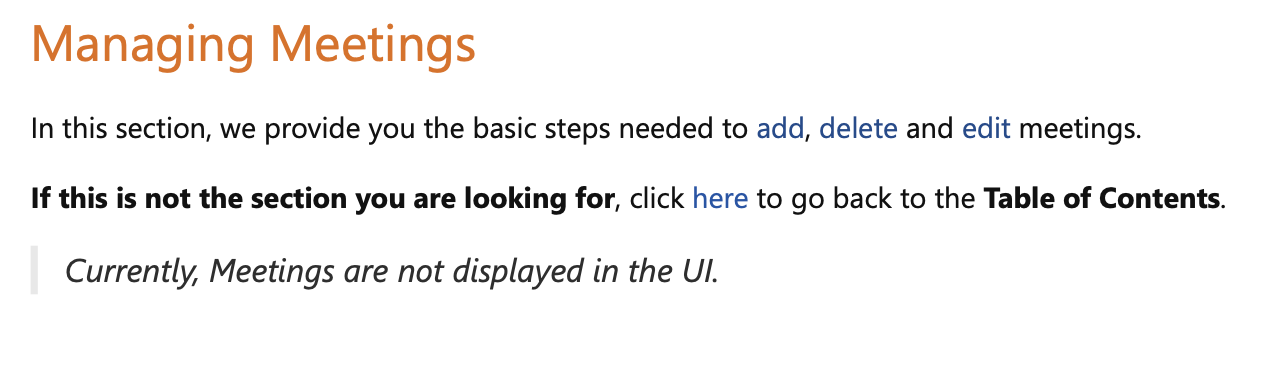 Managing Meetings
In this section, we provide you the basic steps needed to add, delete and edit meetings.
If this is not the section you are looking for, click here to go back to the Table of Contents.
Currently, Meetings are not displayed in the UI.